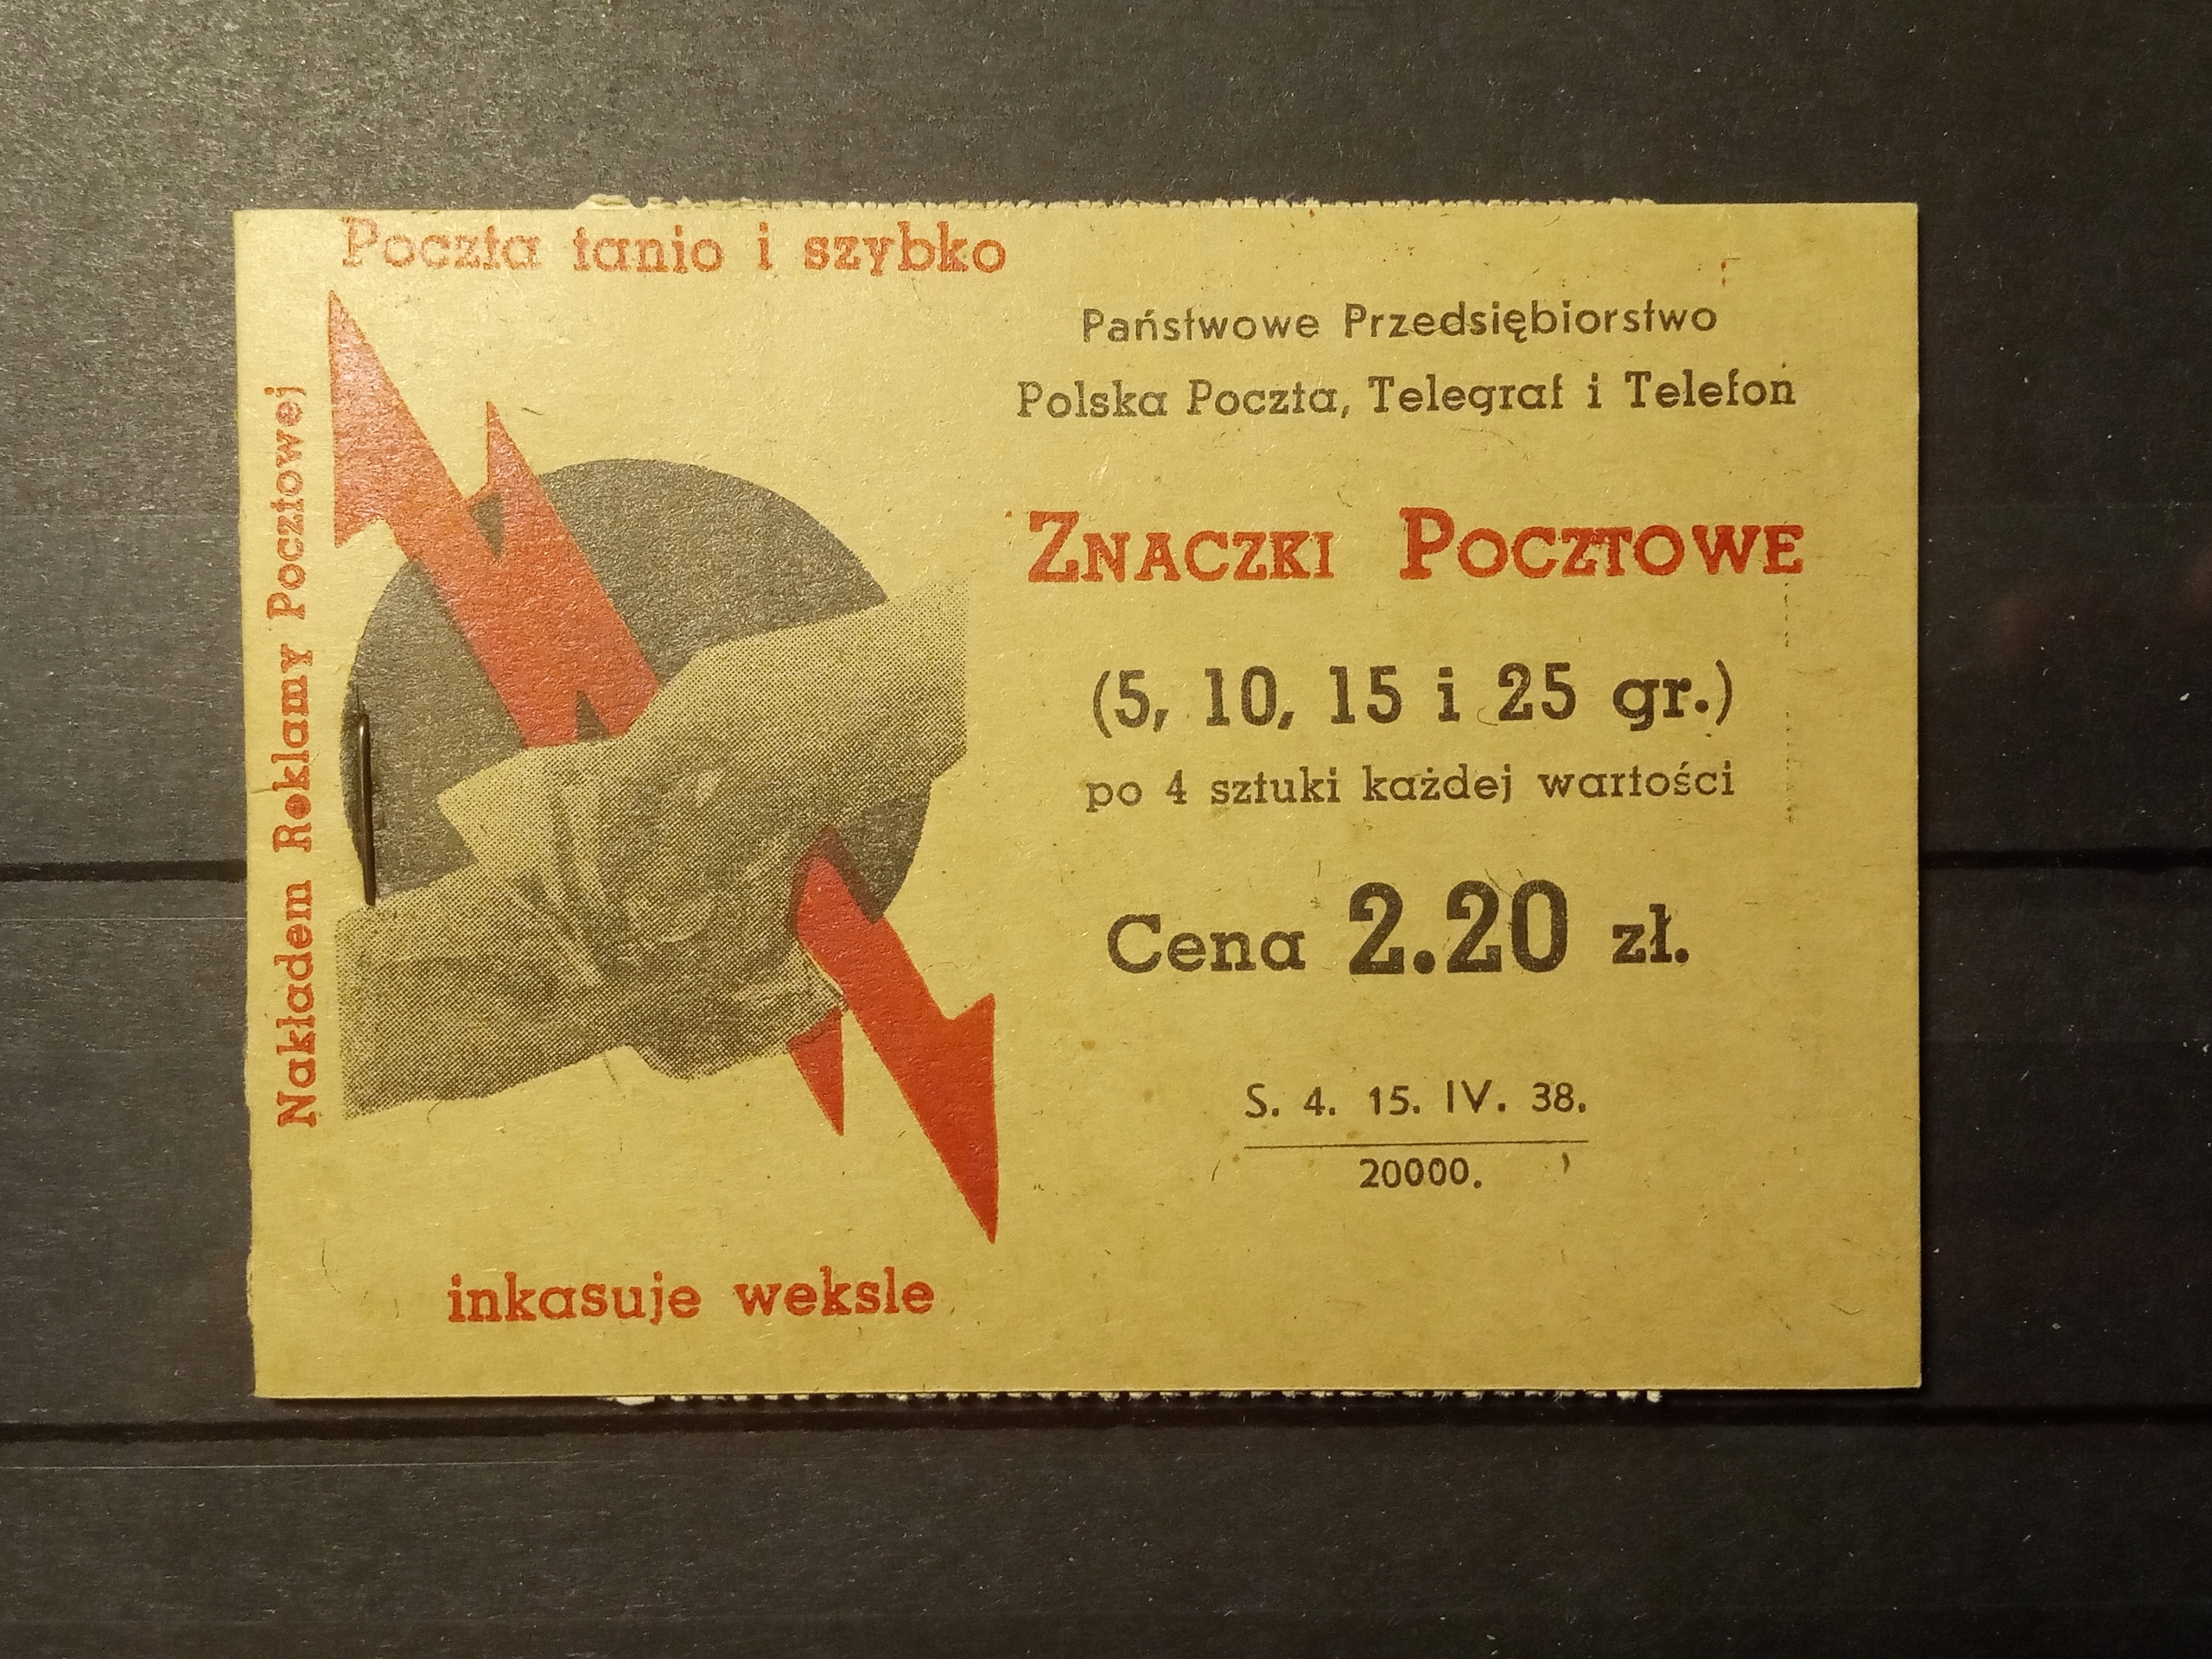 Poczta tanio i szybko
Nakładem Reklamy Pocztowej
inkasuje weksle
Państwowe Przedsiębiorstwo
Polska Poczta, Telegraf i Telefon
ZNACZKI POCZTOWE
(5, 10, 15 i 25 gr.)
po 4 sztuki każdej wartości
Cena 2.20 zł.
S. 4. 15. IV. 38.
20000.